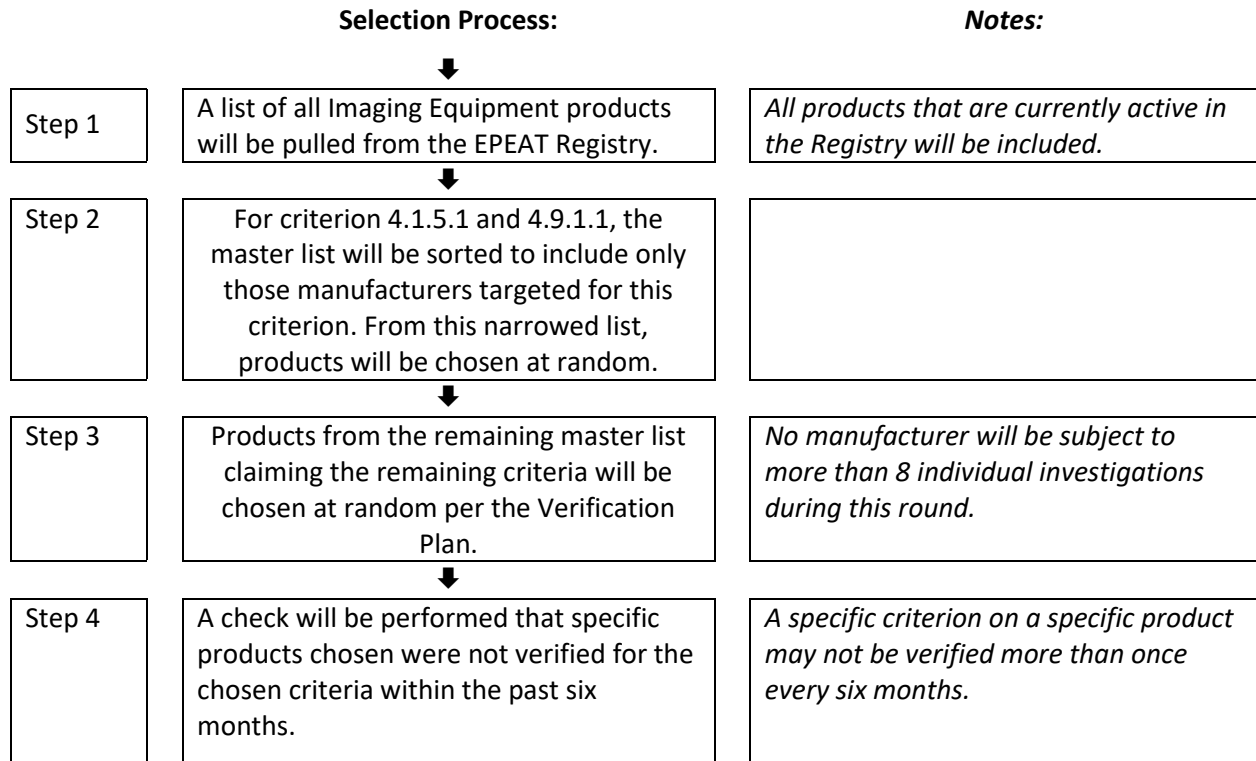 Selection Process:
Notes:
Step 1
A list of all Imaging Equipment products
will be pulled from the EPEAT Registry.
All products that are currently active in
the Registry will be included.
Step 2
For criterion 4.1.5.1 and 4.9.1.1, the
master list will be sorted to include only
those manufacturers targeted for this
criterion. From this narrowed list,
products will be chosen at random.
Step 3
Products from the remaining master list
claiming the remaining criteria will be
chosen at random per the Verification
Plan.
No manufacturer will be subject to
more than 8 individual investigations
during this round.
Step 4
A check will be performed that specific
products chosen were not verified for the
chosen criteria within the past six
months.
A specific criterion on a specific product
may not be verified more than once
every six months.